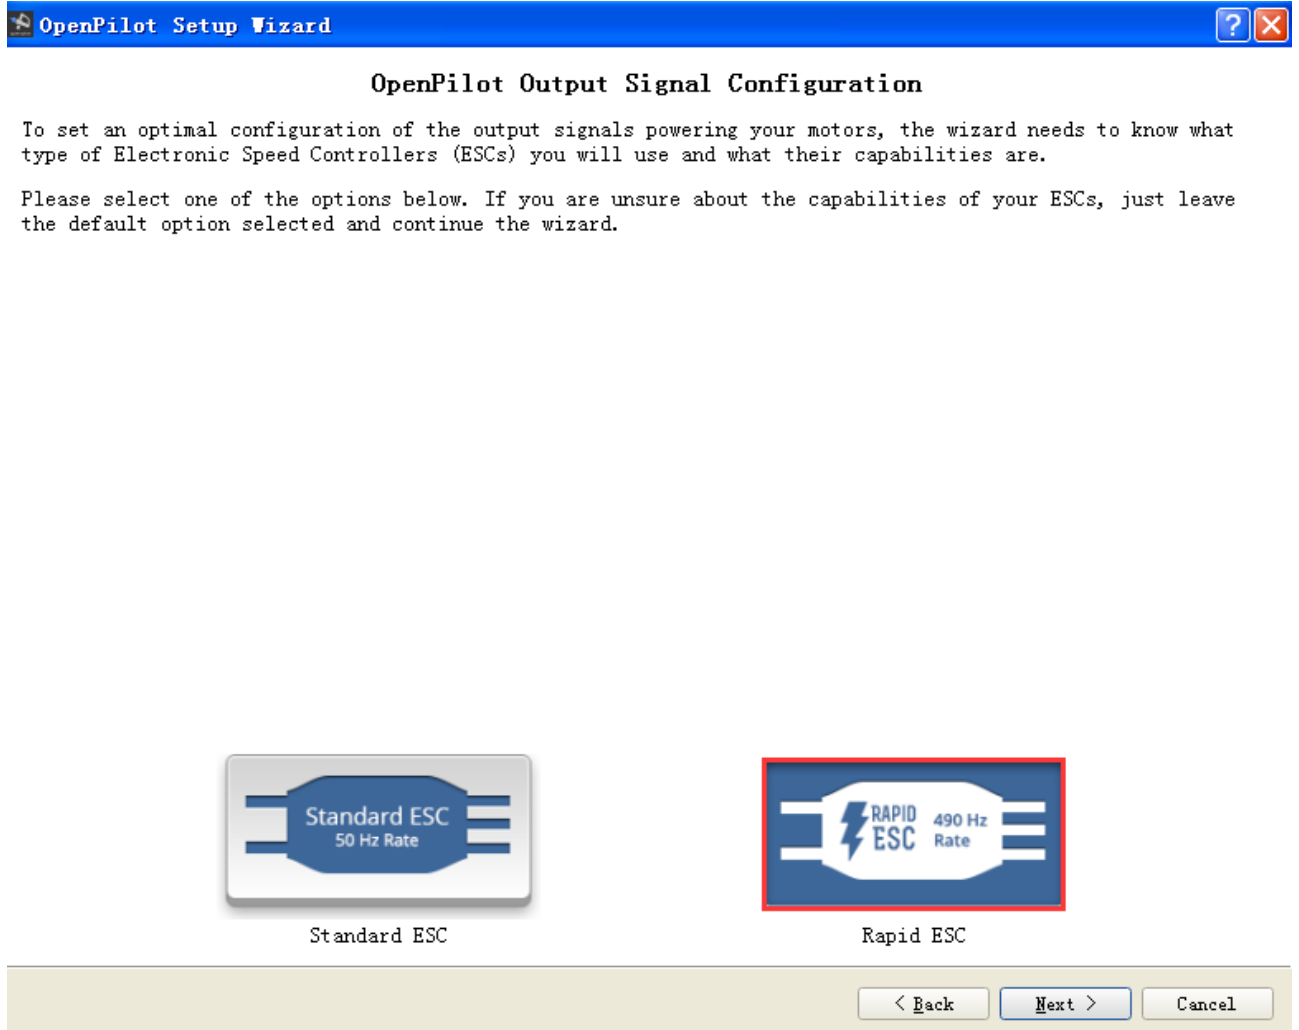 OpenPilot Setup Wizard
OpenPilot Output Signal Configuration
To set an optimal configuration of the output signals powering your motors, the wizard needs to know what
type of Electronic Speed Controllers (ESCs) you will use and what their capabilities are.
Please select one of the options below. If you are unsure about the capabilities of your ESCs, just leave
the default option selected and continue the wizard.
Standard ESC
50 Hz Rate
RAPID ESC
490 Hz Rate
Standard ESC
Rapid ESC
< Back
Next >
Cancel